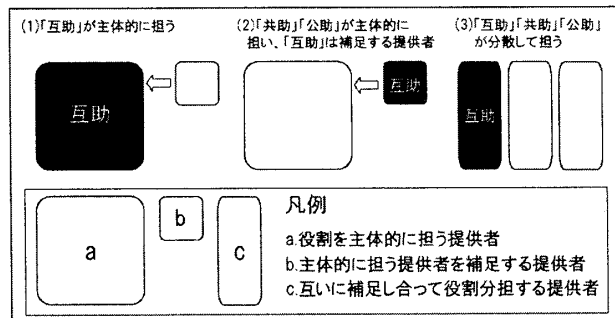 (1)「互助」が主体的に担う
互助
(2)「共助」「公助」が主体的に
担い、「互助」は補足する提供者
互助
(3)「互助」「共助」「公助」
が分散して担う
互助
a
b
c
凡例
a.役割を主体的に担う提供者
b.主体的に担う提供者を補足する提供者
c.互いに補足し合って役割分担する提供者